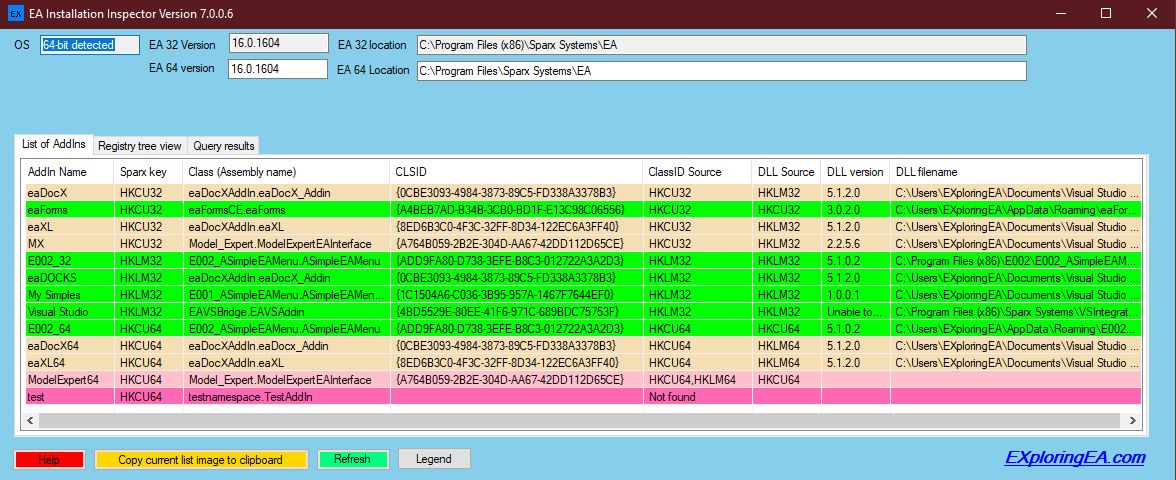 EX EA Installation Inspector Version 7.0.0.6
OS 64-bit detected EA 32 Version 16.0.1604 EA 32 location C:\Program Files (x86)\Sparx Systems\EA
EA 64 version 16.0.1604 EA 64 Location C:\Program Files\Sparx Systems\EA
List of AddIns Registry tree view Query results
AddIn Name Sparx key Class (Assembly name) CLSID ClassID Source DLL Source DLL version DLL filename
eaDocX HKCU32 eaDocXAddIn.eaDocX_Addin {0CBE3093-4984-3873-89C5-FD338A3378B3} HKCU32 HKLM32 5.1.2.0 C:\Users\EXploringEA\Documents\Visual Studio ...
eaForms HKCU32 eaFormsCE.eaForms {A4BEB7AD-B34B-3CB0-BD1F-E13C98C06556} HKCU32 HKCU32 3.0.2.0 C:\Users\EXploringEA\AppData\Roaming\eaFor...
eaXL HKCU32 eaDocXAddIn.eaXL {8ED6B3C0-4F3C-32FF-8D34-122EC6A3FF40} HKCU32 HKLM32 5.1.2.0 C:\Users\EXploringEA\Documents\Visual Studio ...
MX HKCU32 Model_Expert.ModelExpertEAInterface {A764B059-2B2E-304D-AA67-42DD112D65CE} HKCU32 HKLM32 2.2.5.6 C:\Users\EXploringEA\Documents\Visual Studio ...
E002_32 HKLM32 E002_ASimpleEAMenu.ASimpleEAMenu {ADD9FA80-D738-3EFE-B8C3-012722A3A2D3} HKLM32 HKLM32 5.1.0.2 C:\Program Files (x86)\E002\E002_ASimpleEAM...
eaDOCKS HKLM32 eaDocXAddIn.eaDocX_Addin {0CBE3093-4984-3873-89C5-FD338A3378B3} HKLM32 HKLM32 5.1.2.0 C:\Users\EXploringEA\Documents\Visual Studio ...
My Simples HKLM32 E001_ASimpleEAMenu.ASimpleEAMen... {1C1504A6-C036-3B95-957A-1467F7644EF0} HKLM32 HKLM32 1.0.0.1 C:\Users\EXploringEA\Documents\Visual Studio ...
Visual Studio HKLM32 EAVSBridge.EAVSAddin {4BD5529E-80EE-41F6-971C-689BDC75753F} HKLM32 HKLM32 Unable to... C:\Program Files (x86)\Sparx Systems\VSIntegrat...
E002_64 HKCU64 E002_ASimpleEAMenu.ASimpleEAMenu {ADD9FA80-D738-3EFE-B8C3-012722A3A2D3} HKCU64 HKCU64 5.1.0.2 C:\Users\EXploringEA\AppData\Roaming\E002...
eaDocX64 HKCU64 eaDocXAddIn.eaDocx_Addin {0CBE3093-4984-3873-89C5-FD338A3378B3} HKCU64 HKLM64 5.1.2.0 C:\Users\EXploringEA\Documents\Visual Studio ...
eaXL64 HKCU64 eaDocXAddIn.eaXL {8ED6B3C0-4F3C-32FF-8D34-122EC6A3FF40} HKCU64 HKLM64 5.1.2.0 C:\Users\EXploringEA\Documents\Visual Studio ...
ModelExpert64 HKCU64 Model_Expert.ModelExpertEAInterface {A764B059-2B2E-304D-AA67-42DD112D65CE} HKCU64,HKLM64 HKCU64
test HKCU64 testnamespace.TestAddIn Not found
Help Copy current list image to clipboard Refresh Legend EXploringEA.com